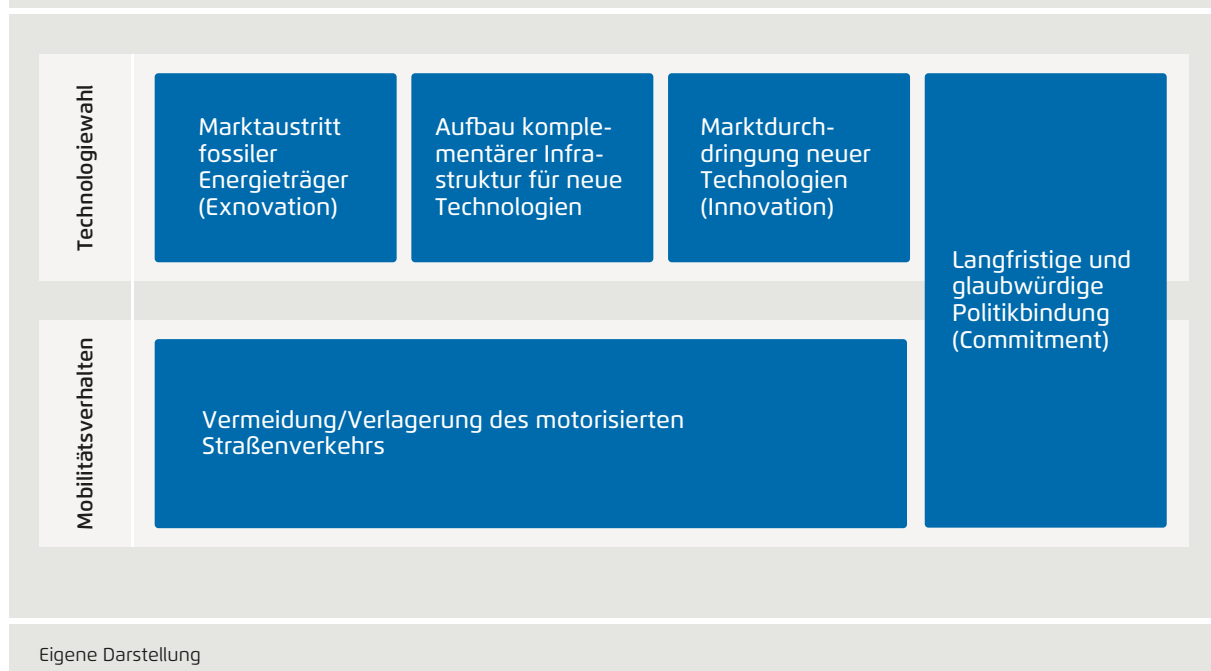 Technologiewahl
Marktaustritt
fossiler
Energieträger
(Exnovation)
Aufbau komple-
mentärer Infra-
struktur für neue
Technologien
Marktdurch-
dringung neuer
Technologien
(Innovation)
Langfristige und
glaubwürdige
Politikbindung
(Commitment)
Mobilitätsverhalten
Vermeidung/Verlagerung des motorisierten
Straßenverkehrs
Eigene Darstellung